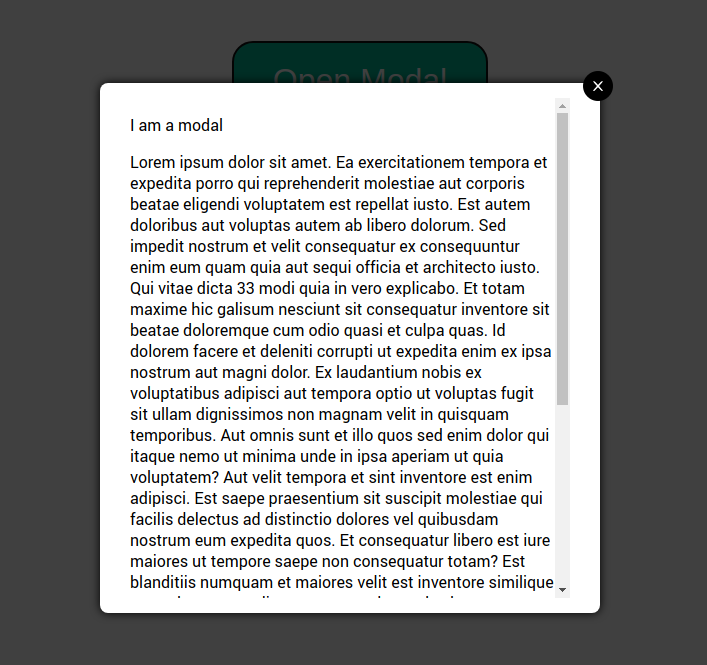 Open Modal
X
I am a modal
Lorem ipsum dolor sit amet. Ea exercitationem tempora et
expedita porro qui reprehenderit molestiae aut corporis
beatae eligendi voluptatem est repellat iusto. Est autem
doloribus aut voluptas autem ab libero dolorum. Sed
impedit nostrum et velit consequatur ex consequuntur
enim eum quam quia aut sequi officia et architecto iusto.
Qui vitae dicta 33 modi quia in vero explicabo. Et totam
maxime hic galisum nesciunt sit consequatur inventore sit
beatae doloremque cum odio quasi et culpa quas. Id
dolorem facere et deleniti corrupti ut expedita enim ex ipsa
nostrum aut magni dolor. Ex laudantium nobis ex
voluptatibus adipisci aut tempora optio ut voluptas fugit
sit ullam dignissimos non magnam velit in quisquam
temporibus. Aut omnis sunt et illo quos sed enim dolor qui
itaque nemo ut minima unde in ipsa aperiam ut quia
voluptatem? Aut velit tempora et sint inventore est enim
adipisci. Est saepe praesentium sit suscipit molestiae qui
facilis delectus ad distinctio dolores vel quibusdam
nostrum eum expedita quos. Et consequatur libero est iure
maiores ut tempore saepe non consequatur totam? Est
blanditiis numquam et maiores velit est inventore similique